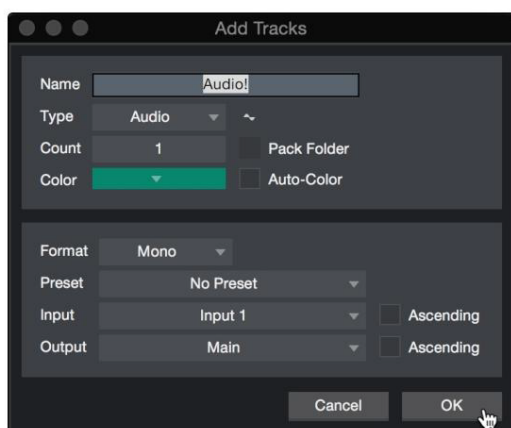 Add Tracks
Name Audio!
Type Audio
Count 1 Pack Folder
Color Auto-Color
Format Mono
Preset No Preset
Input Input 1 Ascending
Output Main Ascending
Cancel OK